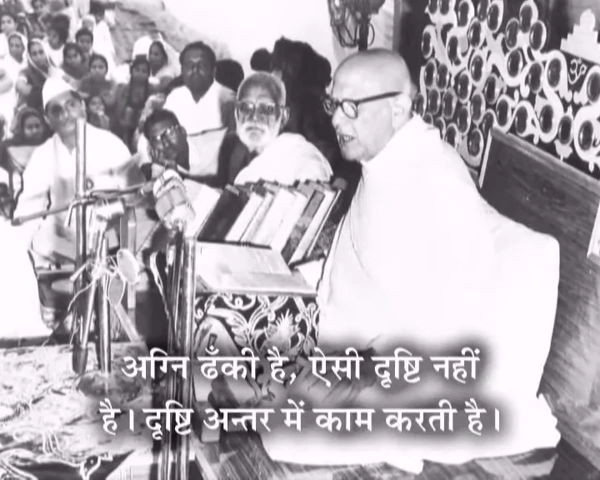 ॐ
अग्नि ढँकी है, ऐसी दृष्टि नहीं
है। दृष्टि अन्तर में काम करती है।